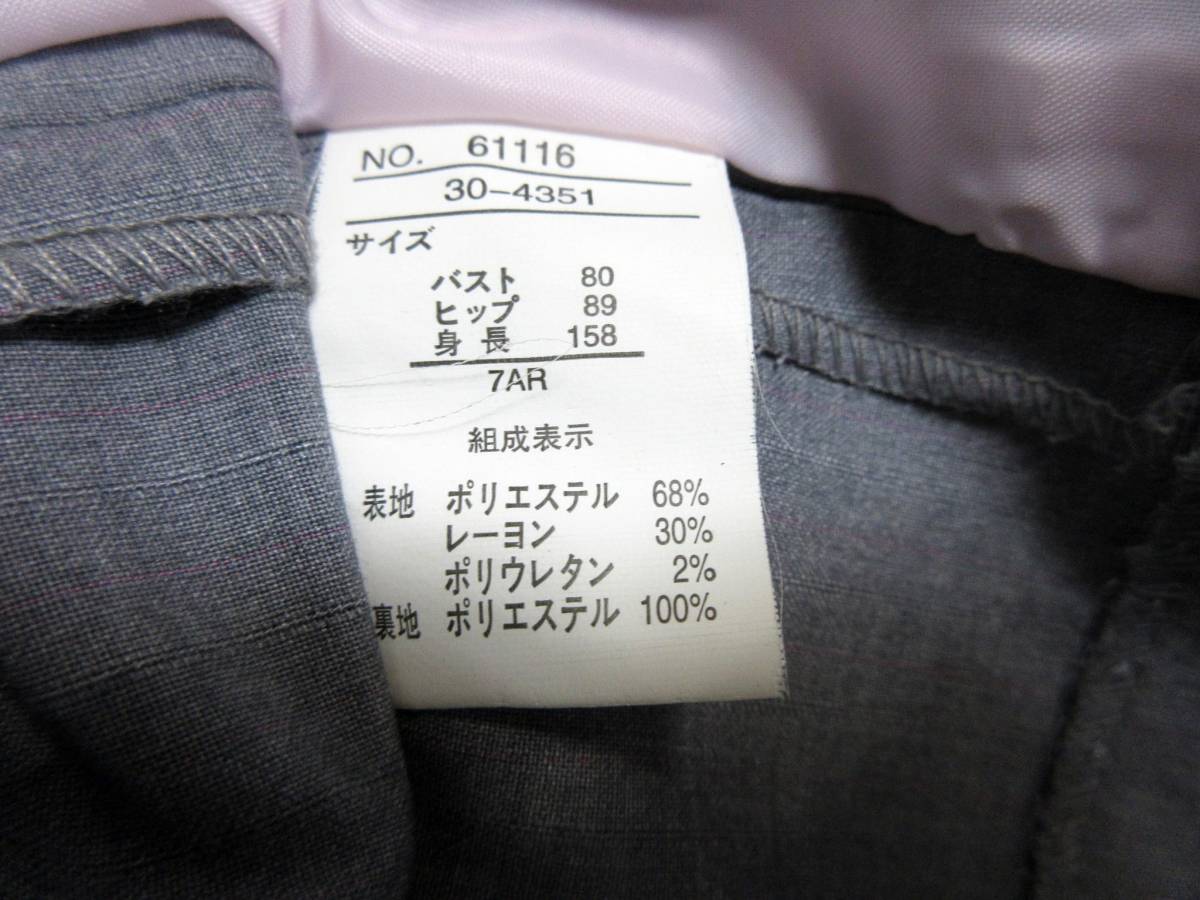 NO. 61116
30-4351
サイズ
バスト 80
ヒップ 89
身長 158
7AR
組成表示
表地 ポリエステル 68%
レーヨン 30%
ポリウレタン 2%
裏地 ポリエステル 100%